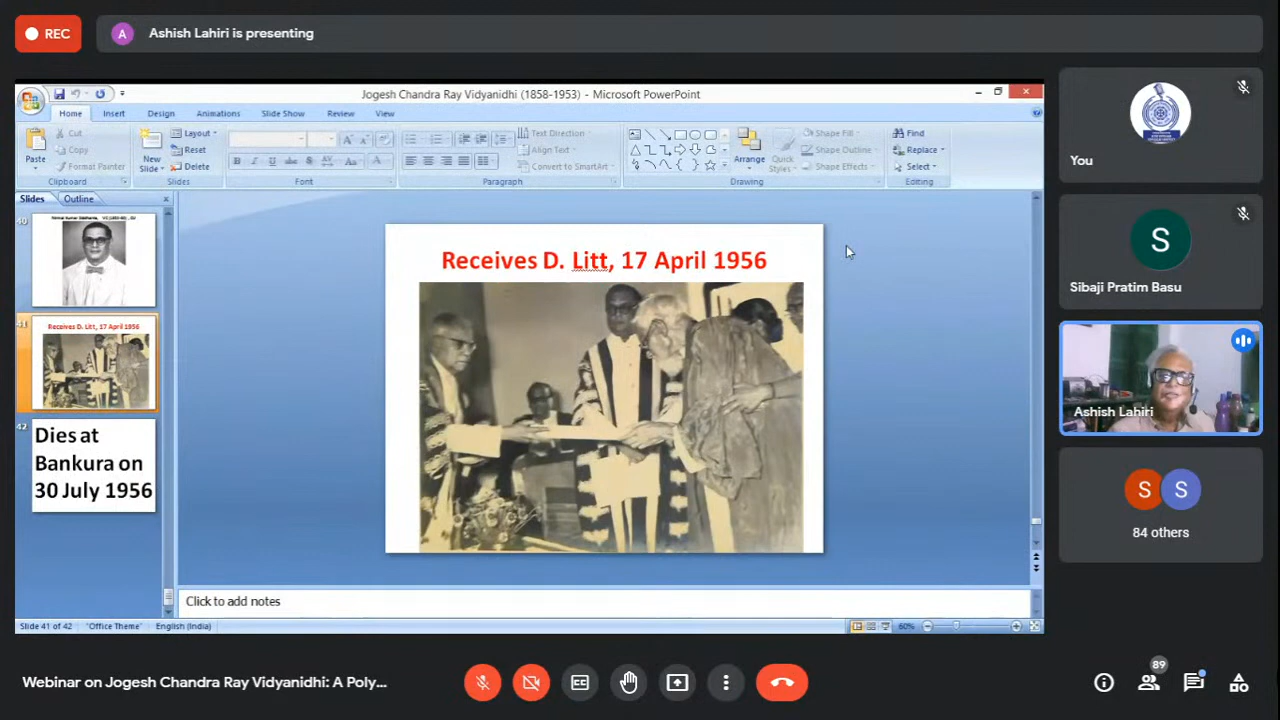 REC
A
Ashish Lahiri is presenting
Jogesh Chandra Ray Vidyanidhi (1858-1953) - Microsoft PowerPoint
Home Insert Design Animations Slide Show Review View
Paste
Cut
Copy
Format Painter
Clipboard
New Slide
Layout
Reset
Delete
Slides
Font
Text Direction
Align Text
Convert to SmartArt
Paragraph
Arrange
Quick Styles
Shape Fill
Shape Outline
Shape Effects
Drawing
Find
Replace
Select
Editing
Slides Outline
40
41
Receives D. Litt, 17 April 1956
42
Dies at
Bankura on
30 July 1956
Receives D. Litt, 17 April 1956
Click to add notes
Slide 41 of 42 "Office Theme" English (India)
60%
You
S
Sibaji Pratim Basu
Ashish Lahiri
S S
84 others
Webinar on Jogesh Chandra Ray Vidyanidhi: A Poly...
CC
89